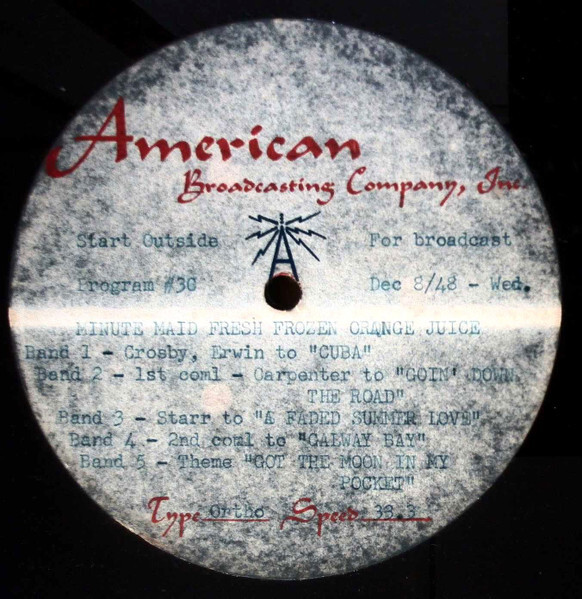 American
Broadcasting Company, Inc.
Start Outside For broadcast
Program #30 Dec 8/48 - Wed.
MINUTE MAID FRESH FROZEN ORANGE JUICE
Band 1 - Crosby, Erwin to "CUBA"
Band 2 - 1st coml - Carpenter to "GOIN' DOWN
THE ROAD"
Band 3 - Starr to "A FADED SUMMER LOVE"
Band 4 - 2nd coml to "GALWAY BAY"
Band 5 - Theme "GOT THE MOON IN MY
POCKET"
Type Ortho Speed 33.3